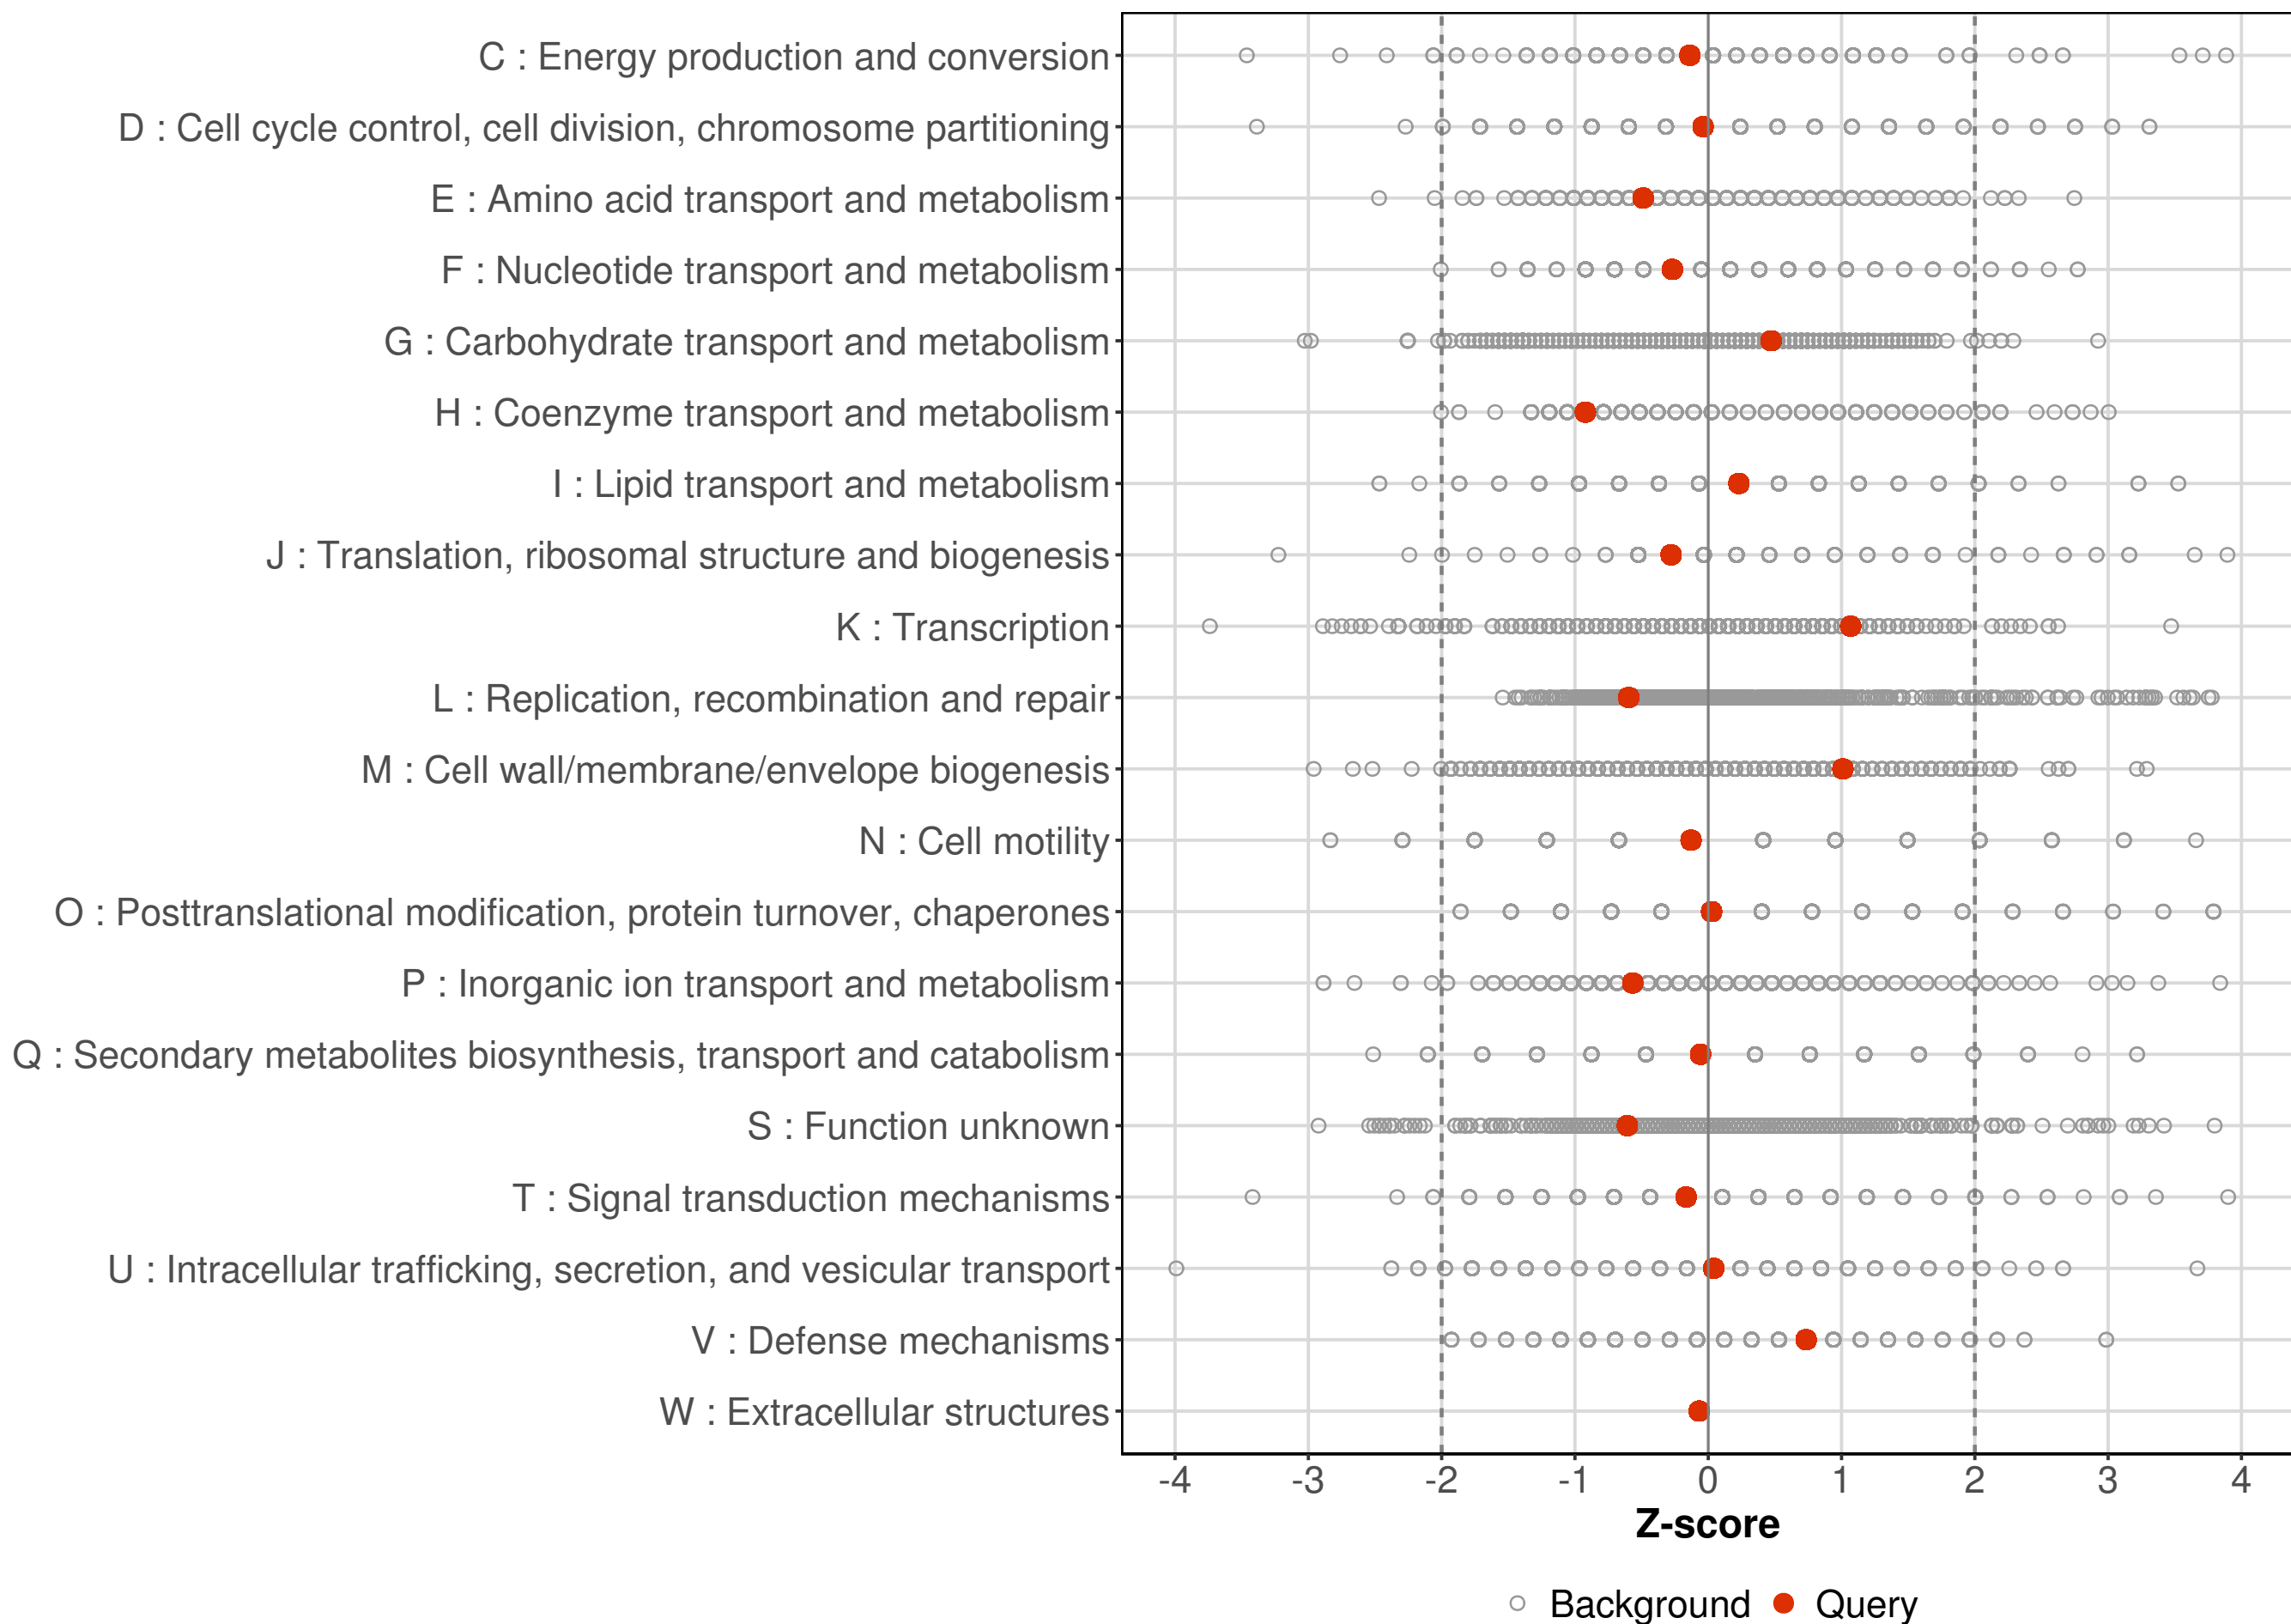 C : Energy production and conversion
D : Cell cycle control, cell division, chromosome partitioning
E : Amino acid transport and metabolism
F : Nucleotide transport and metabolism
G : Carbohydrate transport and metabolism
H : Coenzyme transport and metabolism
I : Lipid transport and metabolism
J : Translation, ribosomal structure and biogenesis
K : Transcription
L : Replication, recombination and repair
M : Cell wall/membrane/envelope biogenesis
N : Cell motility
O : Posttranslational modification, protein turnover, chaperones
P : Inorganic ion transport and metabolism
Q : Secondary metabolites biosynthesis, transport and catabolism
S : Function unknown
T : Signal transduction mechanisms
U : Intracellular trafficking, secretion, and vesicular transport
V : Defense mechanisms
W : Extracellular structures
-4 -3 -2 -1 0 1 2 3 4
Z-score
Background Query